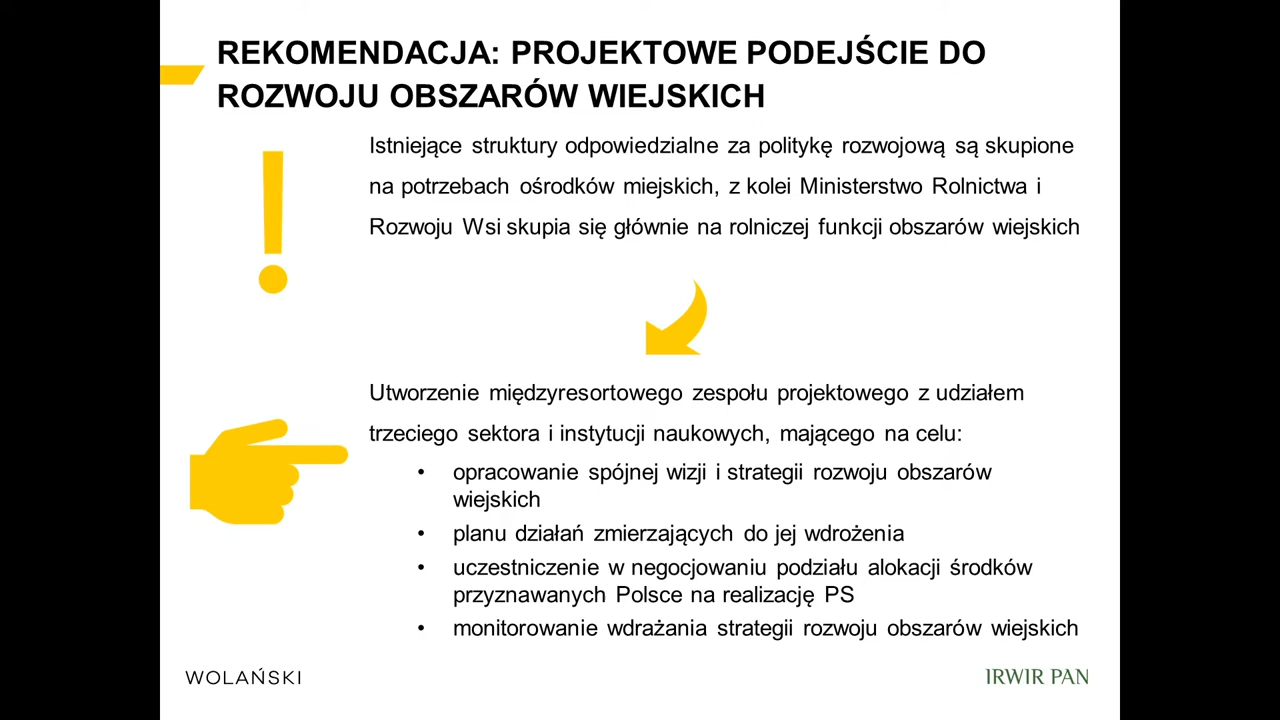 REKOMENDACJA: PROJEKTOWE PODEJŚCIE DO
ROZWOJU OBSZARÓW WIEJSKICH
Istniejące struktury odpowiedzialne za politykę rozwojową są skupione
na potrzebach ośrodków miejskich, z kolei Ministerstwo Rolnictwa i
Rozwoju Wsi skupia się głównie na rolniczej funkcji obszarów wiejskich
Utworzenie międzyresortowego zespołu projektowego z udziałem
trzeciego sektora i instytucji naukowych, mającego na celu:
• opracowanie spójnej wizji i strategii rozwoju obszarów
wiejskich
• planu działań zmierzających do jej wdrożenia
• uczestniczenie w negocjowaniu podziału alokacji środków
przyznawanych Polsce na realizację PS
• monitorowanie wdrażania strategii rozwoju obszarów wiejskich
WOLAŃSKI
IRWIR PAN